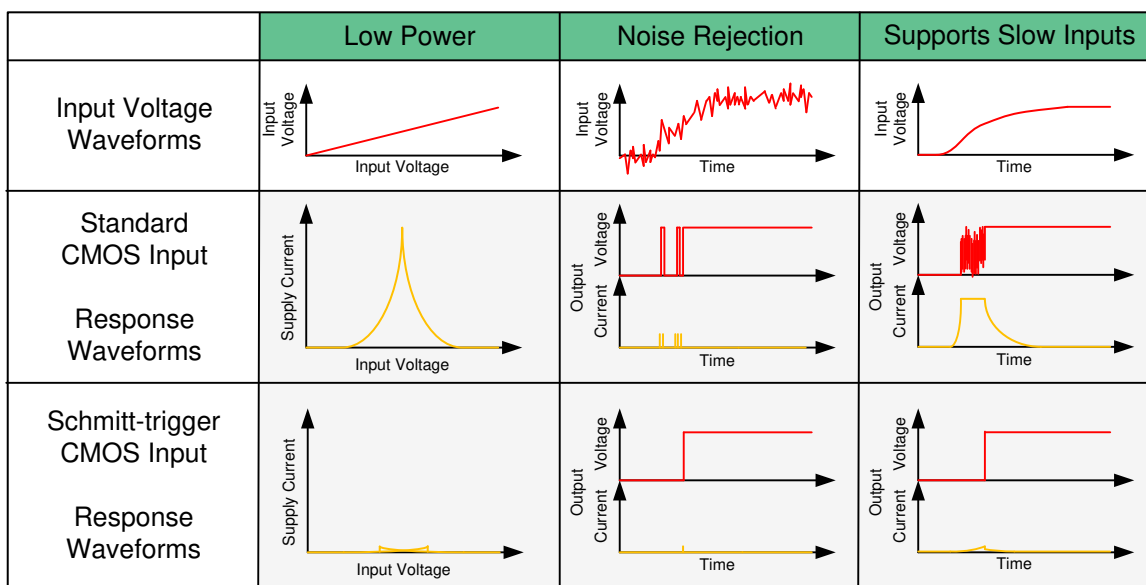 Low Power
Noise Rejection
Supports Slow Inputs
Input Voltage
Waveforms
Input
Voltage
Input Voltage
Input
Voltage
Time
Input
Voltage
Time
Standard
CMOS Input
Response
Waveforms
Supply Current
Input Voltage
Output
Voltage
Current
Time
Output
Voltage
Current
Time
Schmitt-trigger
CMOS Input
Response
Waveforms
Supply Current
Input Voltage
Output
Voltage
Current
Time
Output
Voltage
Current
Time